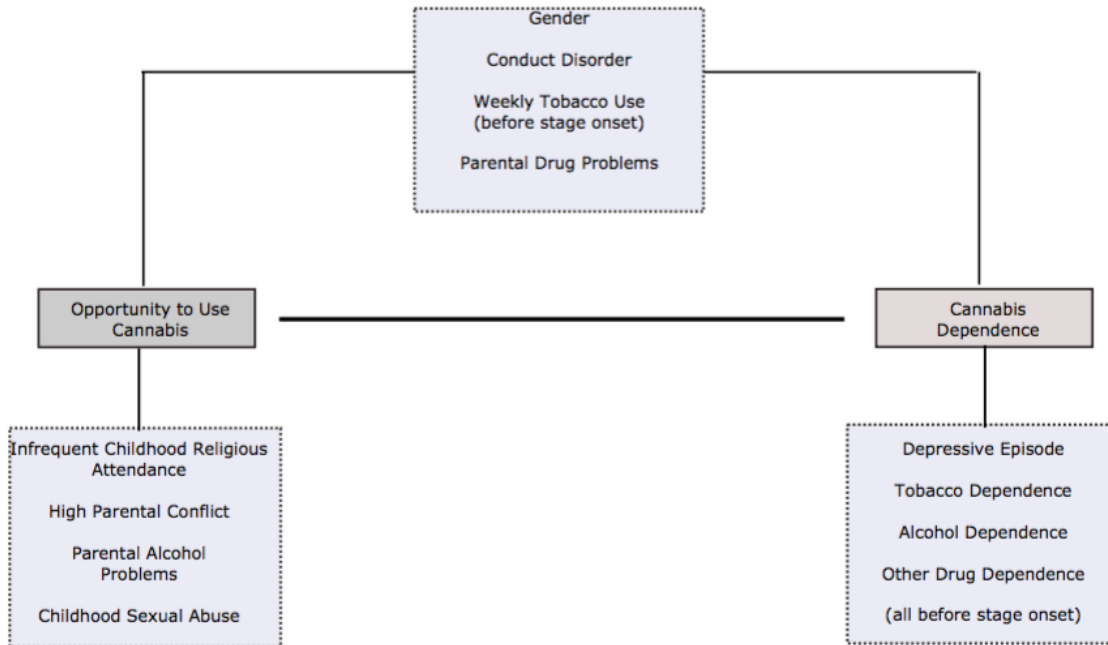 Gender
Conduct Disorder
Weekly Tobacco Use
(before stage onset)
Parental Drug Problems
Opportunity to Use
Cannabis
Cannabis
Dependence
Infrequent Childhood Religious
Attendance
High Parental Conflict
Parental Alcohol
Problems
Childhood Sexual Abuse
Depressive Episode
Tobacco Dependence
Alcohol Dependence
Other Drug Dependence
(all before stage onset)